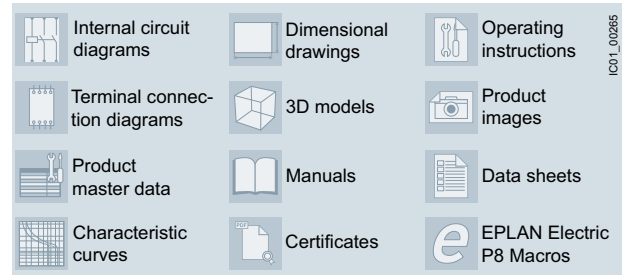 Internal circuit
diagrams
Dimensional
drawings
Operating
instructions
IC01_00265
Terminal connec-
tion diagrams
3D models
Product
images
Product
master data
Manuals
Data sheets
Characteristic
curves
PDF
Certificates
e
EPLAN Electric
P8 Macros